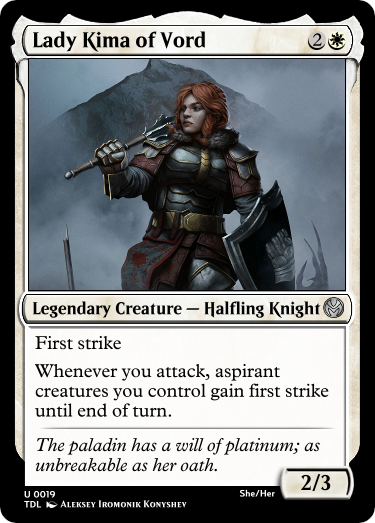 Lady Kima of Vord 2
Legendary Creature — Halfling Knight
First strike
Whenever you attack, aspirant
creatures you control gain first strike
until end of turn.
The paladin has a will of platinum; as
unbreakable as her oath.
2/3
U 0019
She/Her
TDL Aleksey Iromonik Konyshev